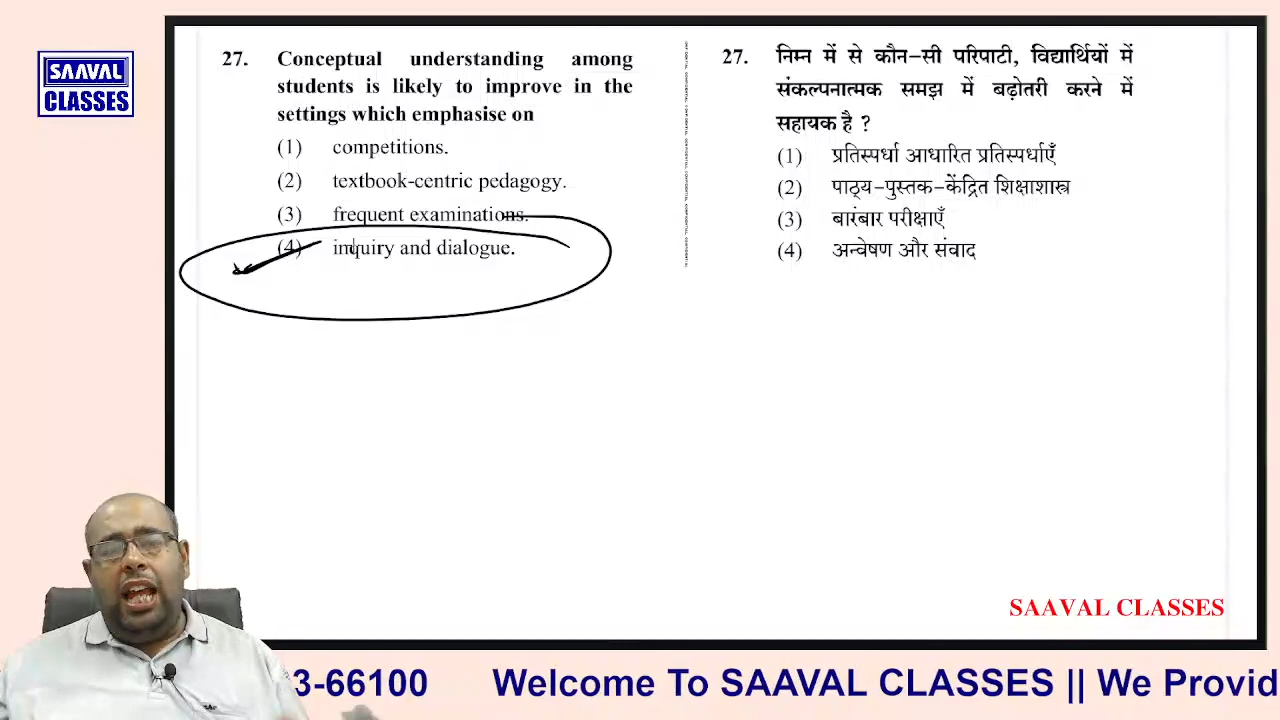 SAAVAL
CLASSES
27. Conceptual understanding among
students is likely to improve in the
settings which emphasise on
(1) competitions.
(2) textbook-centric pedagogy.
(3) frequent examinations.
(4) inquiry and dialogue.
27. निम्न में से कौन-सी परिपाटी, विद्यार्थियों में
संकल्पनात्मक समझ में बढ़ोतरी करने में
सहायक है ?
(1) प्रतिस्पर्धा आधारित प्रतिस्पर्धाएँ
(2) पाठ्य-पुस्तक-केंद्रित शिक्षाशास्त्र
(3) बारंबार परीक्षाएँ
(4) अन्वेषण और संवाद
SAAVAL CLASSES
3-66100 Welcome To SAAVAL CLASSES || We Provid